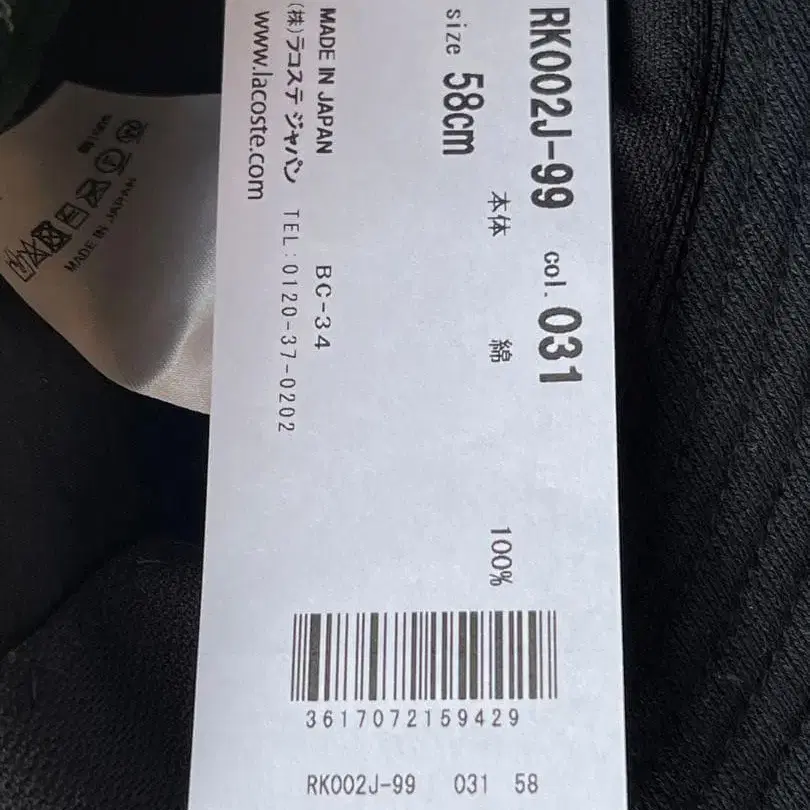 RK002J-99 col. 031
size 58cm
本体 綿 100%
MADE IN JAPAN BC-34
(株)ラコステ ジャパン TEL:0120-37-0202
www.lacoste.com
3617072159429
RK002J-99 031 58
MADE IN JAPAN